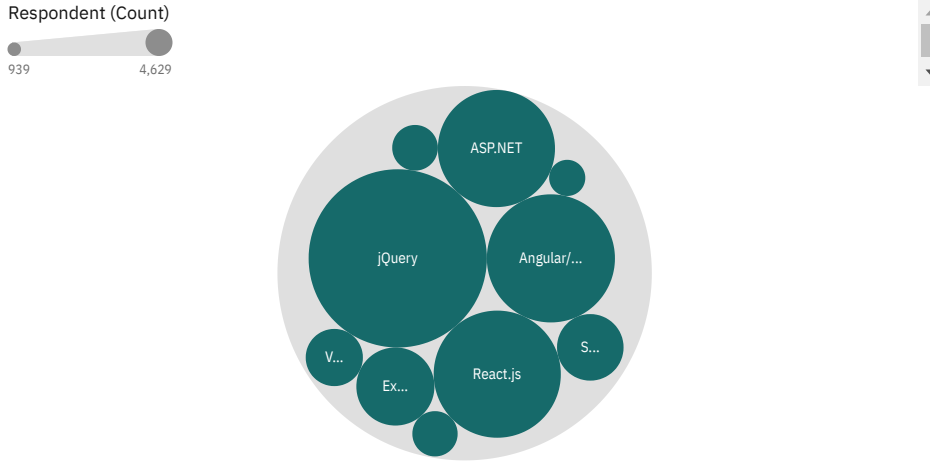 Respondent (Count)
939 4,629
ASP.NET
jQuery
Angular/...
V...
Ex...
React.js
S...